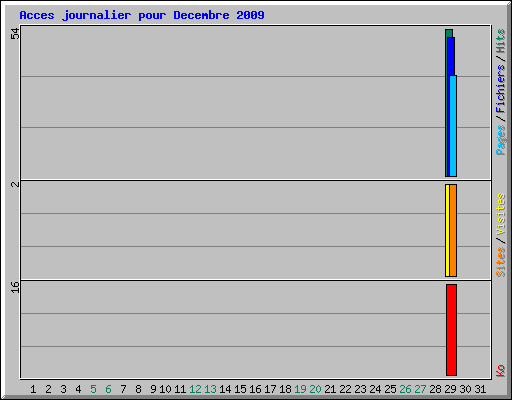 Acces journalier pour Decembre 2009
54
2
16
Pages / Fichiers / Hits
Sites / Visites
Ko
1 2 3 4 5 6 7 8 9 10 11 12 13 14 15 16 17 18 19 20 21 22 23 24 25 26 27 28 29 30 31